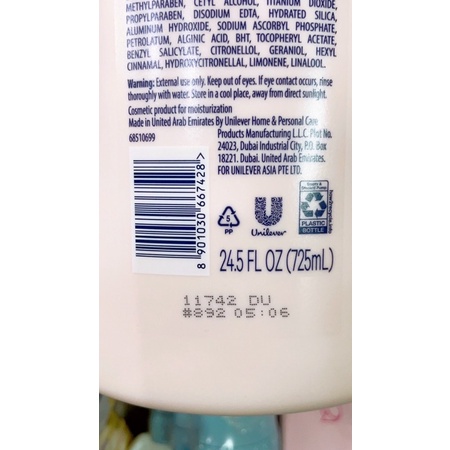 METHYLPARABEN, CETYL ALCOHOL, TITANIUM DIOXIDE,
PROPYLPARABEN, DISODIUM EDTA, HYDRATED SILICA,
ALUMINUM HYDROXIDE, SODIUM ASCORBYL PHOSPHATE,
PETROLATUM, ALGINIC ACID, BHT, TOCOPHERYL ACETATE,
BENZYL SALICYLATE, CITRONELLOL, GERANIOL, HEXYL
CINNAMAL, HYDROXYCITRONELLAL, LIMONENE, LINALOOL.
Warning: External use only. Keep out of eyes. If eye contact occurs, rinse
thoroughly with water. Store in a cool place, away from direct sunlight.
Cosmetic product for moisturization
Made in United Arab Emirates By Unilever Home & Personal Care
68510699 Products Manufacturing L.L.C. Plot No.
24023, Dubai Industrial City, P.O. Box
18221. Dubai, United Arab Emirates.
FOR UNILEVER ASIA PTE LTD.
8 901030 667428>
5
PP
Unilever
PLASTIC
BOTTLE
24.5 FL OZ (725mL)
11742 DU
#892 05:06